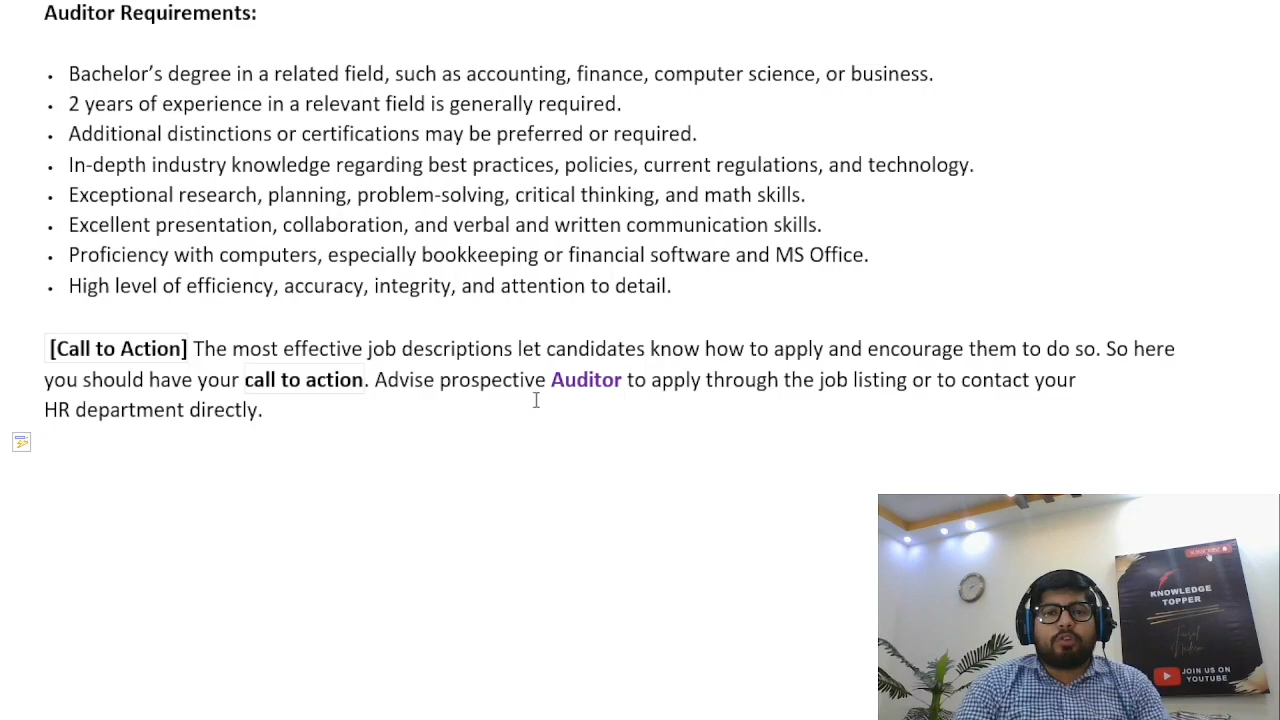 Auditor Requirements:
• Bachelor’s degree in a related field, such as accounting, finance, computer science, or business.
• 2 years of experience in a relevant field is generally required.
• Additional distinctions or certifications may be preferred or required.
• In-depth industry knowledge regarding best practices, policies, current regulations, and technology.
• Exceptional research, planning, problem-solving, critical thinking, and math skills.
• Excellent presentation, collaboration, and verbal and written communication skills.
• Proficiency with computers, especially bookkeeping or financial software and MS Office.
• High level of efficiency, accuracy, integrity, and attention to detail.
[Call to Action] The most effective job descriptions let candidates know how to apply and encourage them to do so. So here
you should have your call to action. Advise prospective Auditor to apply through the job listing or to contact your
HR department directly.
KNOWLEDGE
TOPPER
JOIN US ON
YOUTUBE